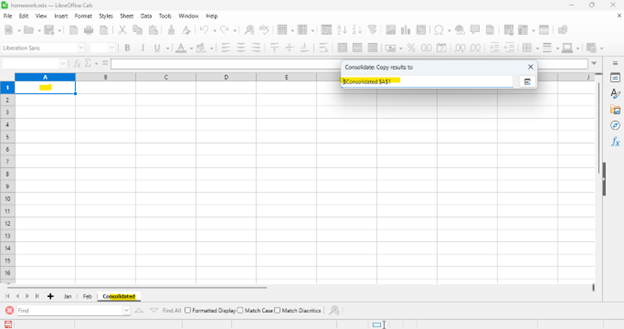 homework.ods — LibreOffice Calc
File Edit View Insert Format Styles Sheet Data Tools Window Help
Liberation Sans
Consolidate: Copy results to
$Consolidated.$A$1
A B C D E J
1
2
3
4
5
6
7
8
9
10
11
12
13
14
15
16
Jan Feb Consolidated
Find Find All Formatted Display Match Case Match Diacritics